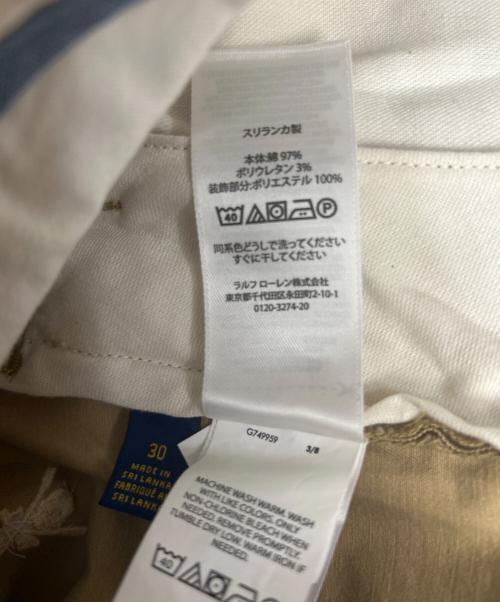 スリランカ製
本体:綿 97%
ポリウレタン 3%
装飾部分:ポリエステル 100%
40 P
同系色どうしで洗ってください
すぐに干してください
ラルフ ローレン株式会社
東京都千代田区永田町2-10-1
0120-3274-20
G749959 3/8
30
MADE IN
SRI LANKA
FABRIQUÉ
SRI LANKA
MACHINE WASH WARM. WASH
WITH LIKE COLORS. ONLY
NON-CHLORINE BLEACH WHEN
NEEDED. REMOVE PROMPTLY.
TUMBLE DRY LOW. WARM IRON IF
NEEDED.
40